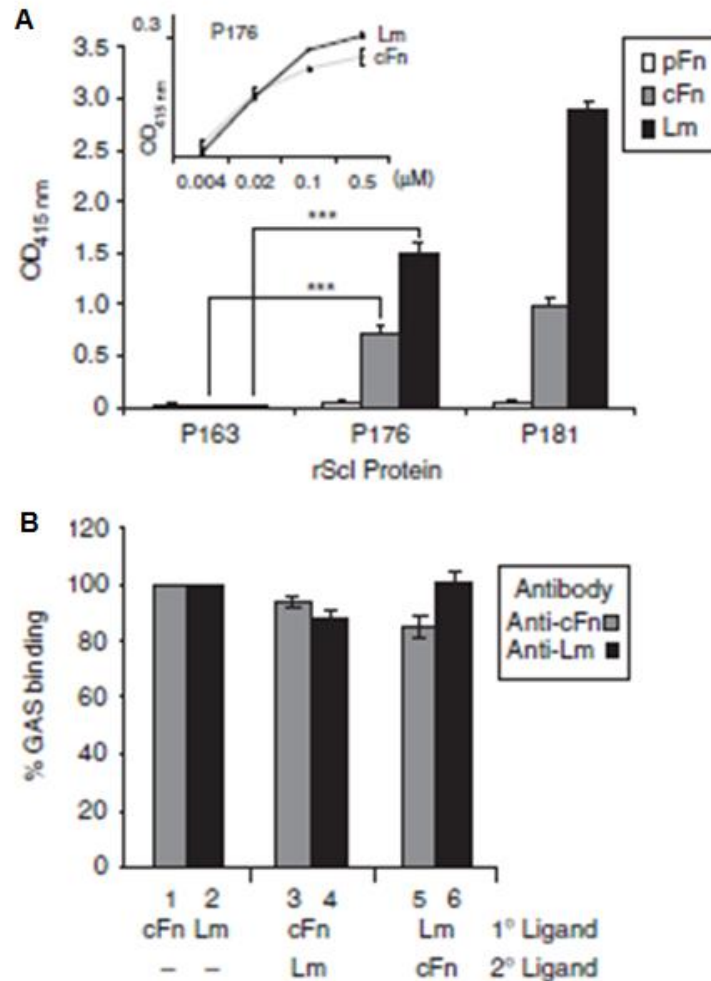 A
P176
0.3
OD415 nm
Lm
cFn
0.004 0.02 0.1 0.5 (µM)
pFn
cFn
Lm
OD415 nm
3.5
3.0
2.5
2.0
1.5
1.0
0.5
0
***
***
P163 P176 P181
rScl Protein
B
% GAS binding
120
100
80
60
40
20
0
Antibody
Anti-cFn
Anti-Lm
1 2 3 4 5 6
cFn Lm cFn Lm 1° Ligand
– – Lm cFn 2° Ligand